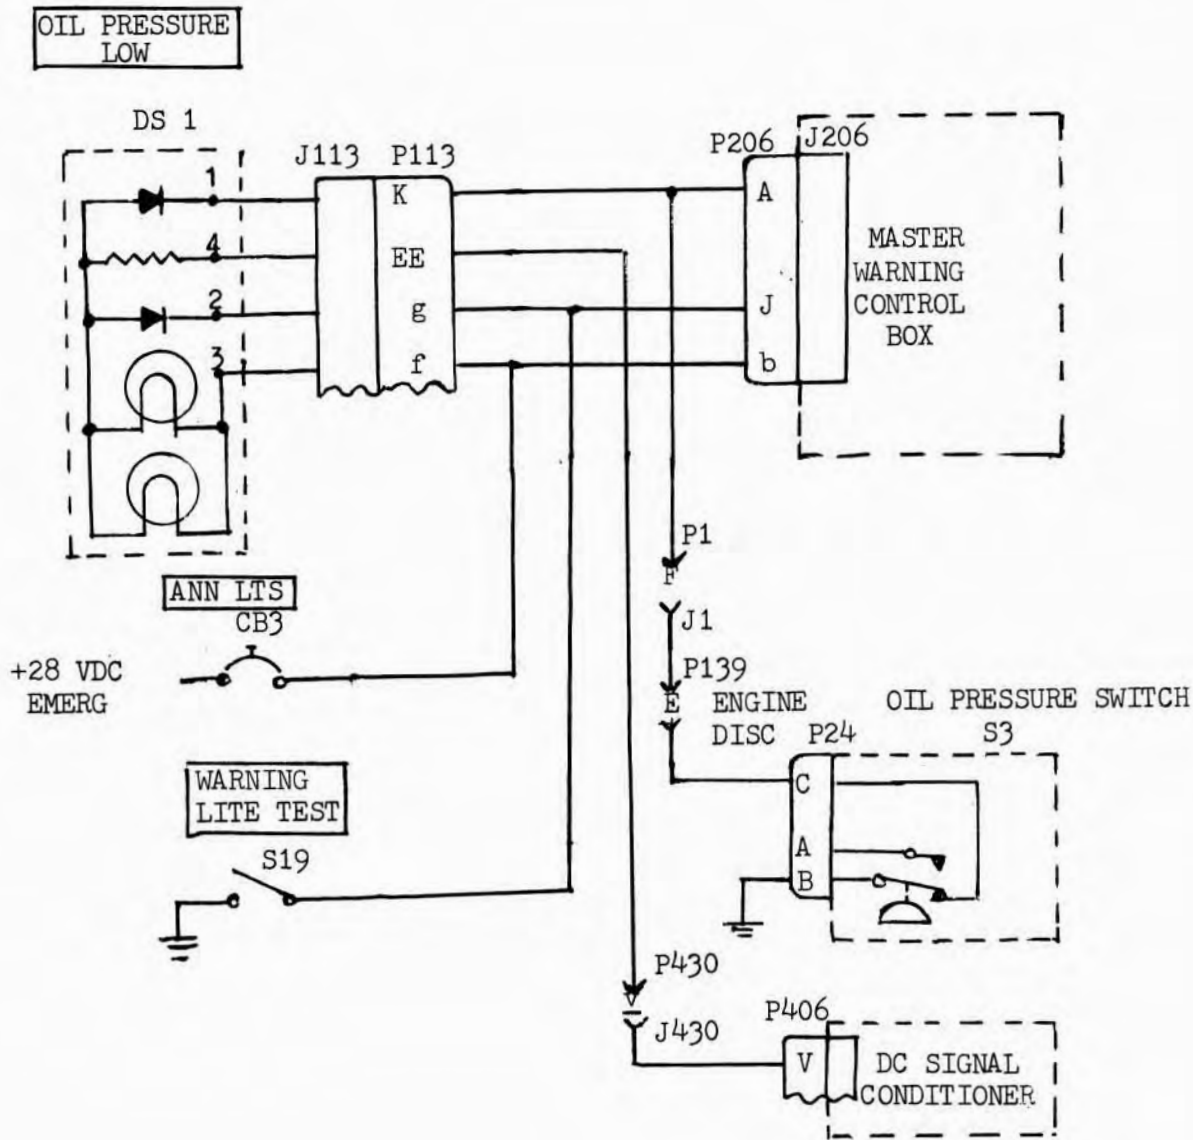 OIL PRESSURE
LOW
DS 1
J113 P113
P206 J206
1
K
A
4
EE
MASTER
WARNING
CONTROL
BOX
2
g
J
3
f
b
P1
F
J1
ANN LTS
CB3
+28 VDC
EMERG
P139
E
ENGINE
DISC
P24
OIL PRESSURE SWITCH
S3
WARNING
LITE TEST
S19
C
A
B
P430
V
J430
P406
V
DC SIGNAL
CONDITIONER